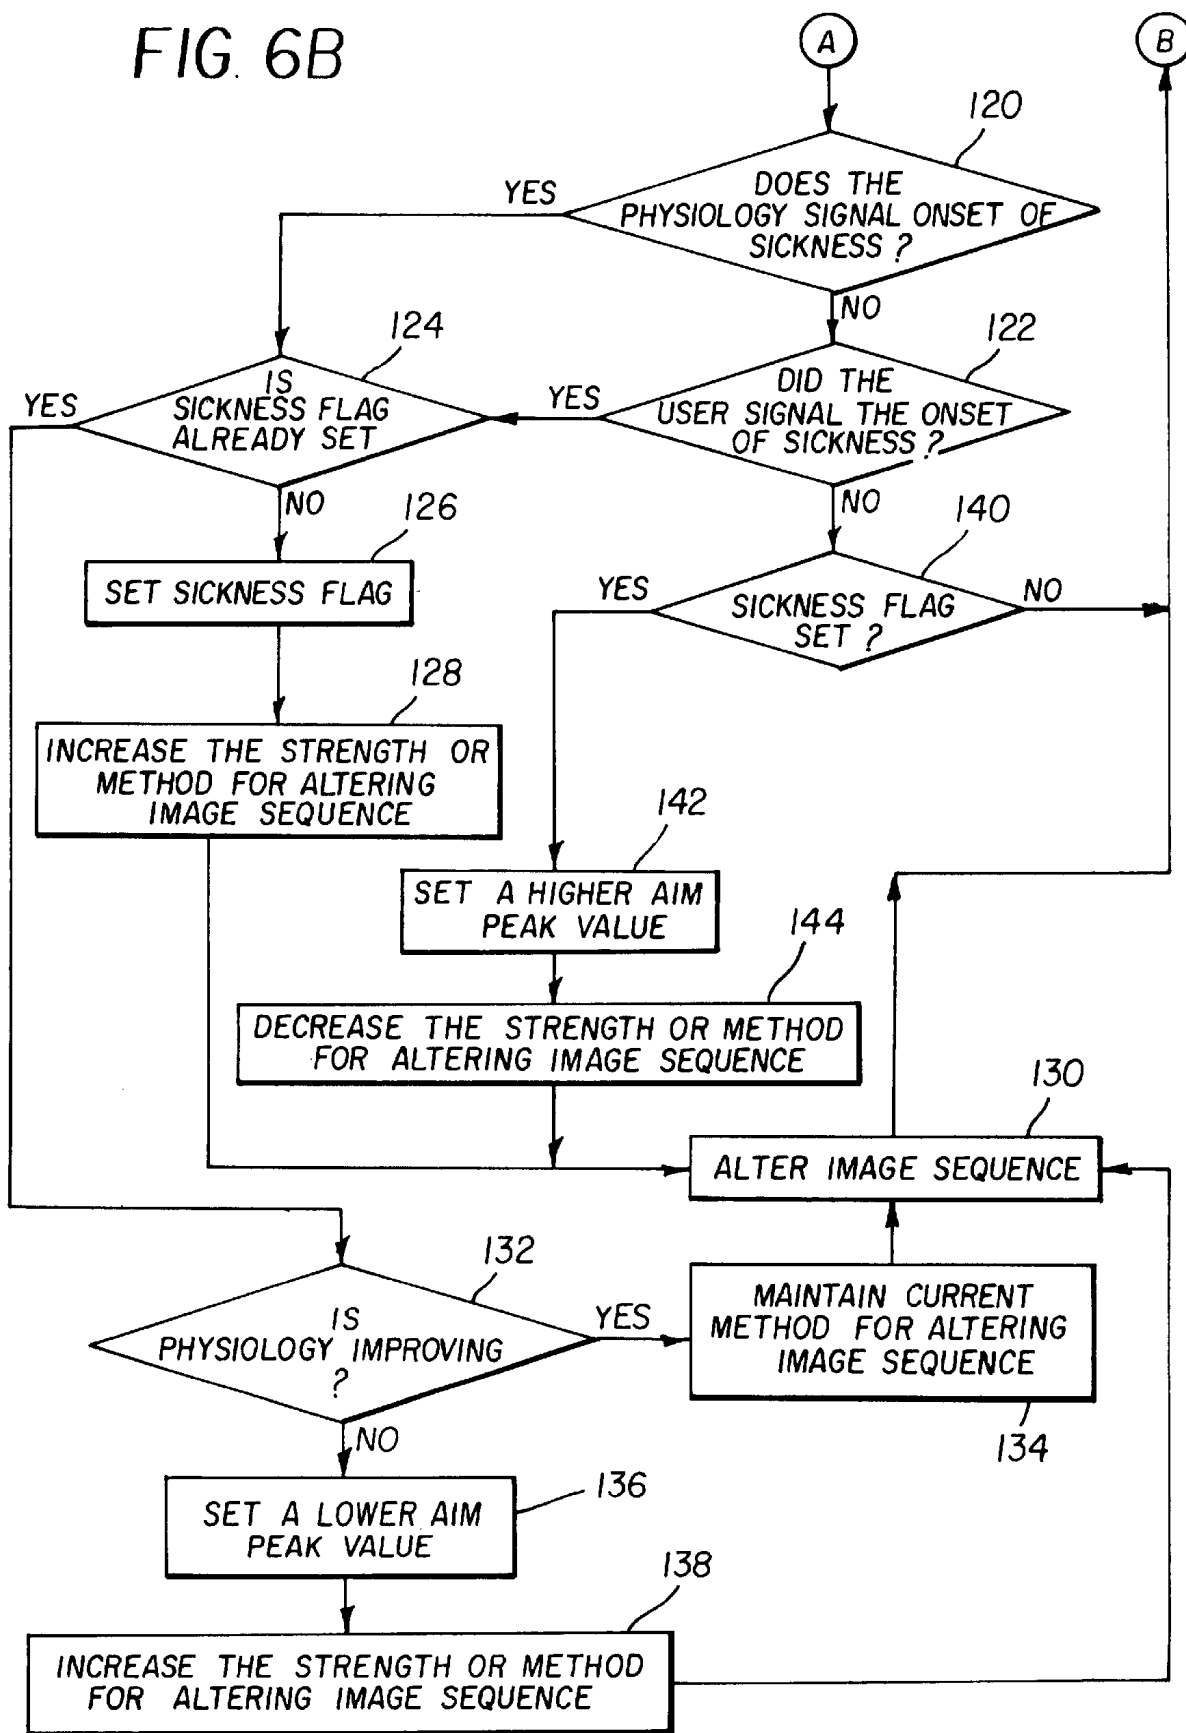 FIG. 6B
A
B
120
DOES THE
PHYSIOLOGY SIGNAL ONSET OF
SICKNESS ?
YES
NO
122
DID THE
USER SIGNAL THE ONSET
OF SICKNESS ?
YES
NO
124
IS
SICKNESS FLAG
ALREADY SET
YES
NO
126
SET SICKNESS FLAG
140
SICKNESS FLAG
SET ?
YES
NO
128
INCREASE THE STRENGTH OR
METHOD FOR ALTERING
IMAGE SEQUENCE
142
SET A HIGHER AIM
PEAK VALUE
144
DECREASE THE STRENGTH OR METHOD
FOR ALTERING IMAGE SEQUENCE
130
ALTER IMAGE SEQUENCE
132
IS
PHYSIOLOGY IMPROVING
?
YES
NO
MAINTAIN CURRENT
METHOD FOR ALTERING
IMAGE SEQUENCE
134
136
SET A LOWER AIM
PEAK VALUE
138
INCREASE THE STRENGTH OR METHOD
FOR ALTERING IMAGE SEQUENCE